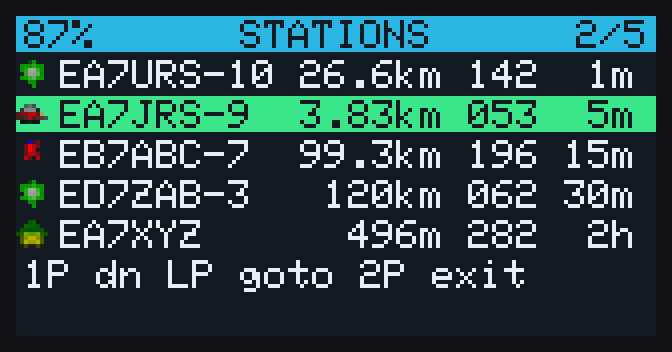 87% STATIONS 2/5
EA7URS-10 26.6km 142 1m
EA7JRS-9 3.83km 053 5m
EB7ABC-7 99.3km 196 15m
ED7ZAB-3 120km 062 30m
EA7XYZ 496m 282 2h
1P dn LP goto 2P exit